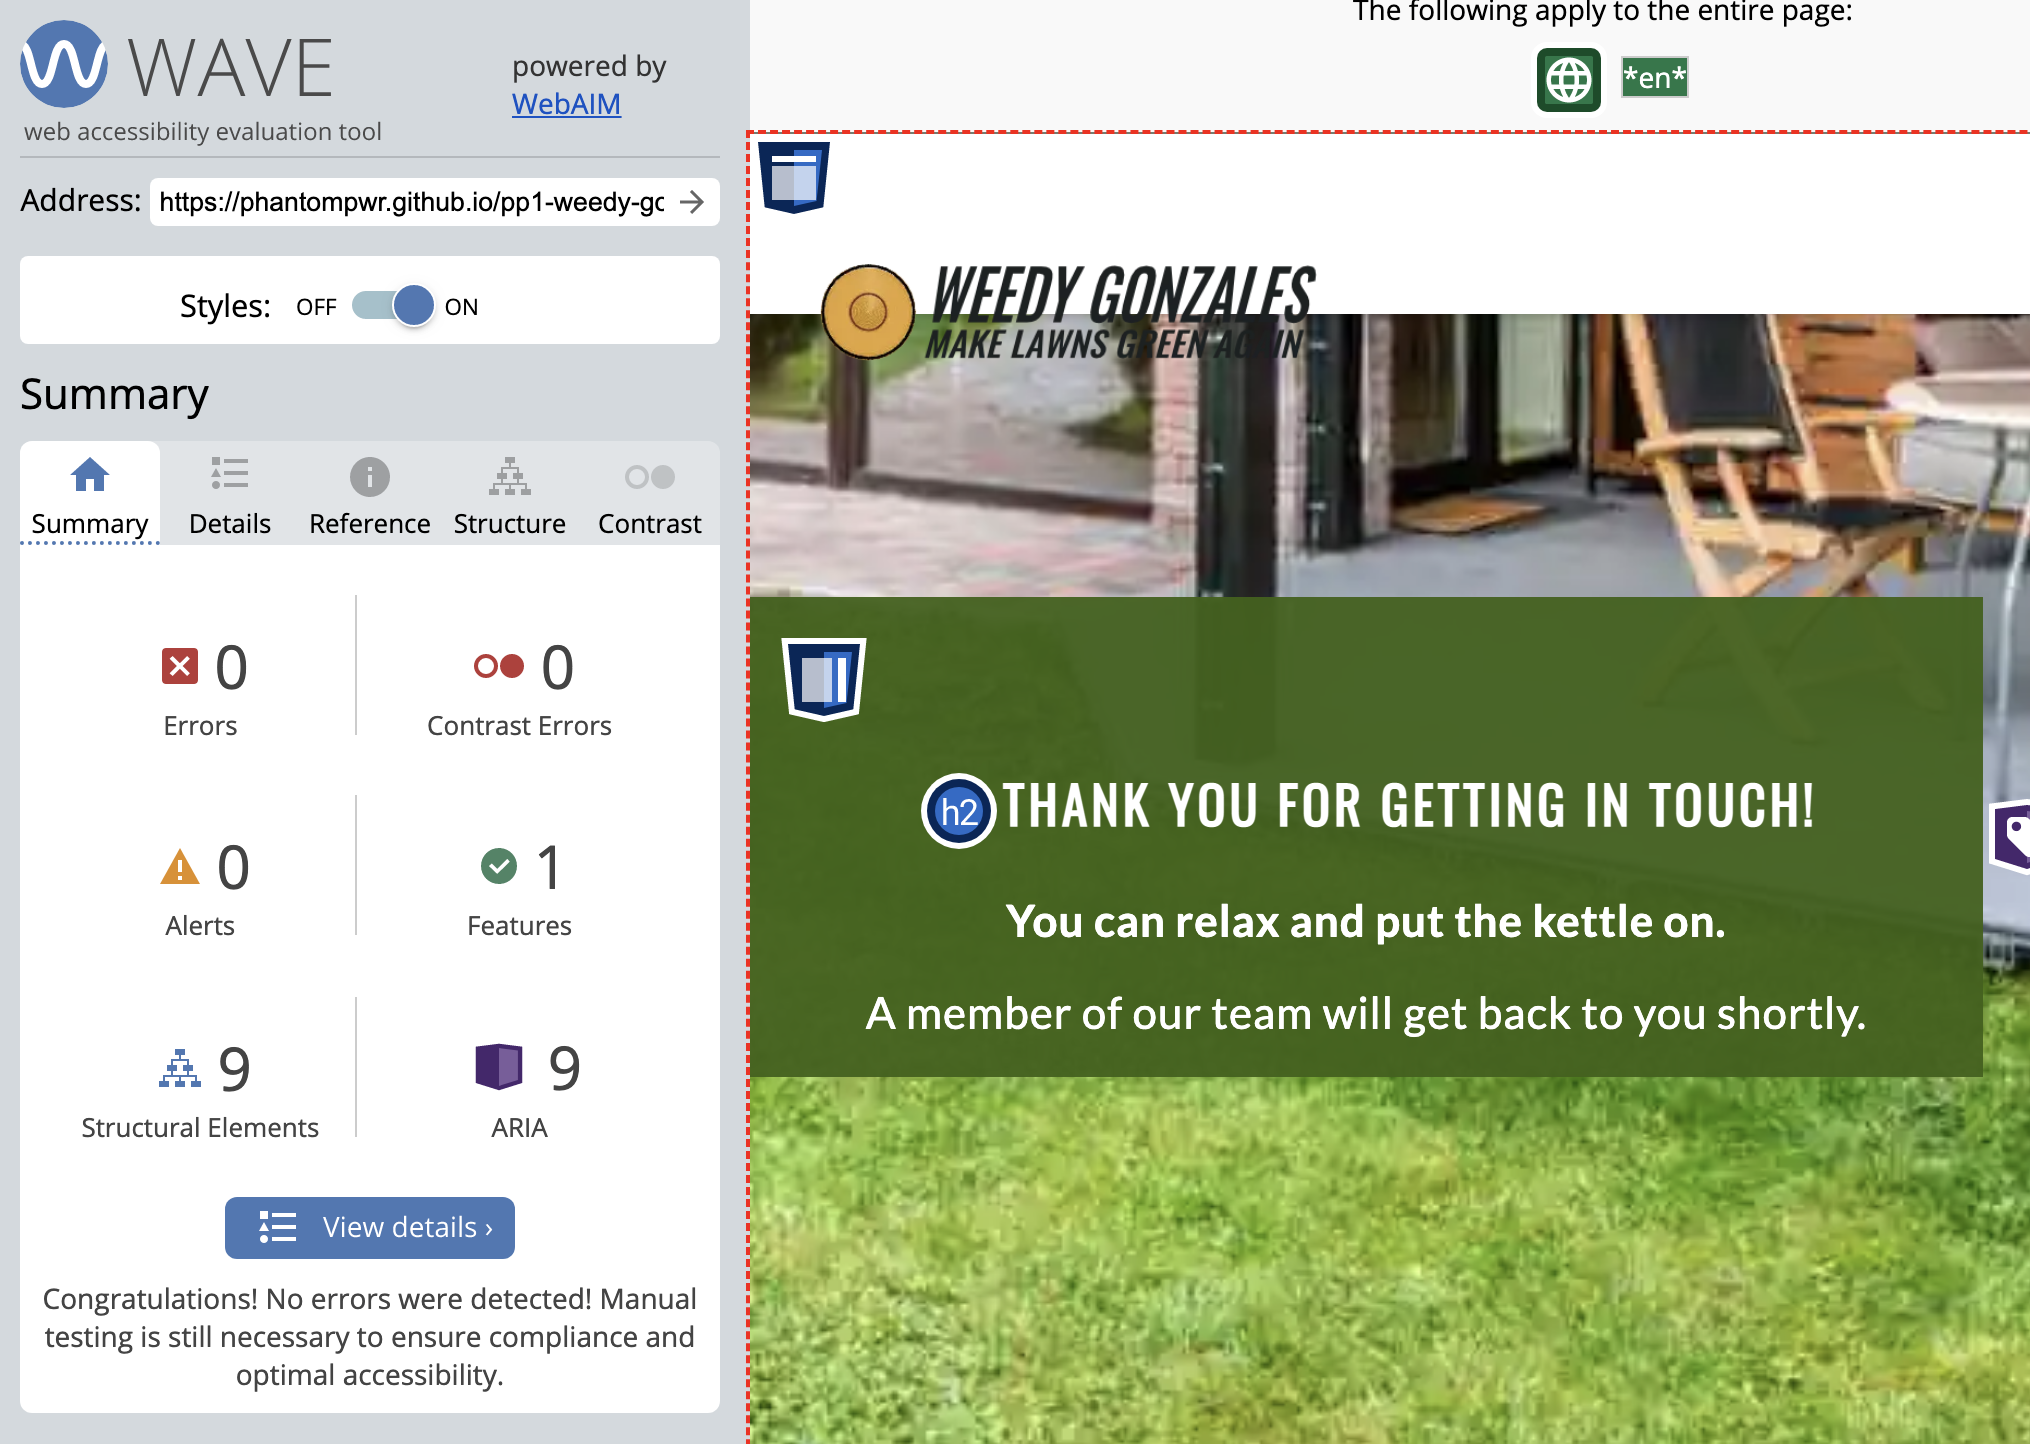 WAVE
powered by
WebAIM
web accessibility evaluation tool
Address: https://phantompwr.github.io/pp1-weedy-go
Styles: OFF ON
Summary
Summary Details Reference Structure Contrast
0 0
Errors Contrast Errors
0 1
Alerts Features
9 9
Structural Elements ARIA
View details ›
Congratulations! No errors were detected! Manual
testing is still necessary to ensure compliance and
optimal accessibility.
The following apply to the entire page:
*en*
WEEDY GONZALES
MAKE LAWNS GREEN AGAIN
h2 THANK YOU FOR GETTING IN TOUCH!
You can relax and put the kettle on.
A member of our team will get back to you shortly.